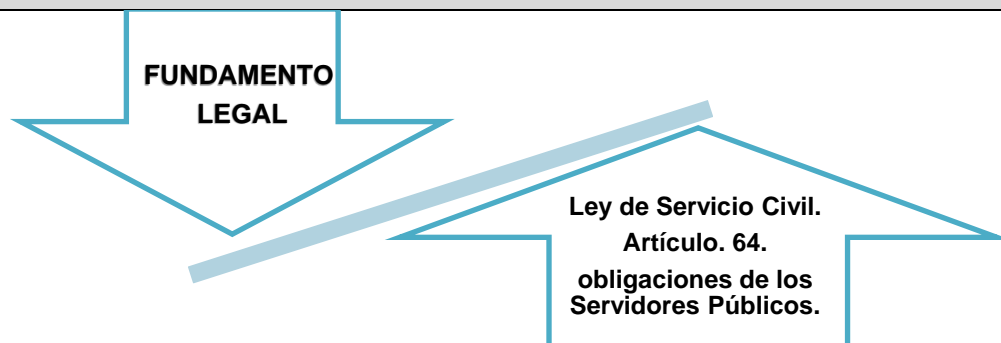 FUNDAMENTO
LEGAL
Ley de Servicio Civil.
Artículo. 64.
obligaciones de los
Servidores Públicos.